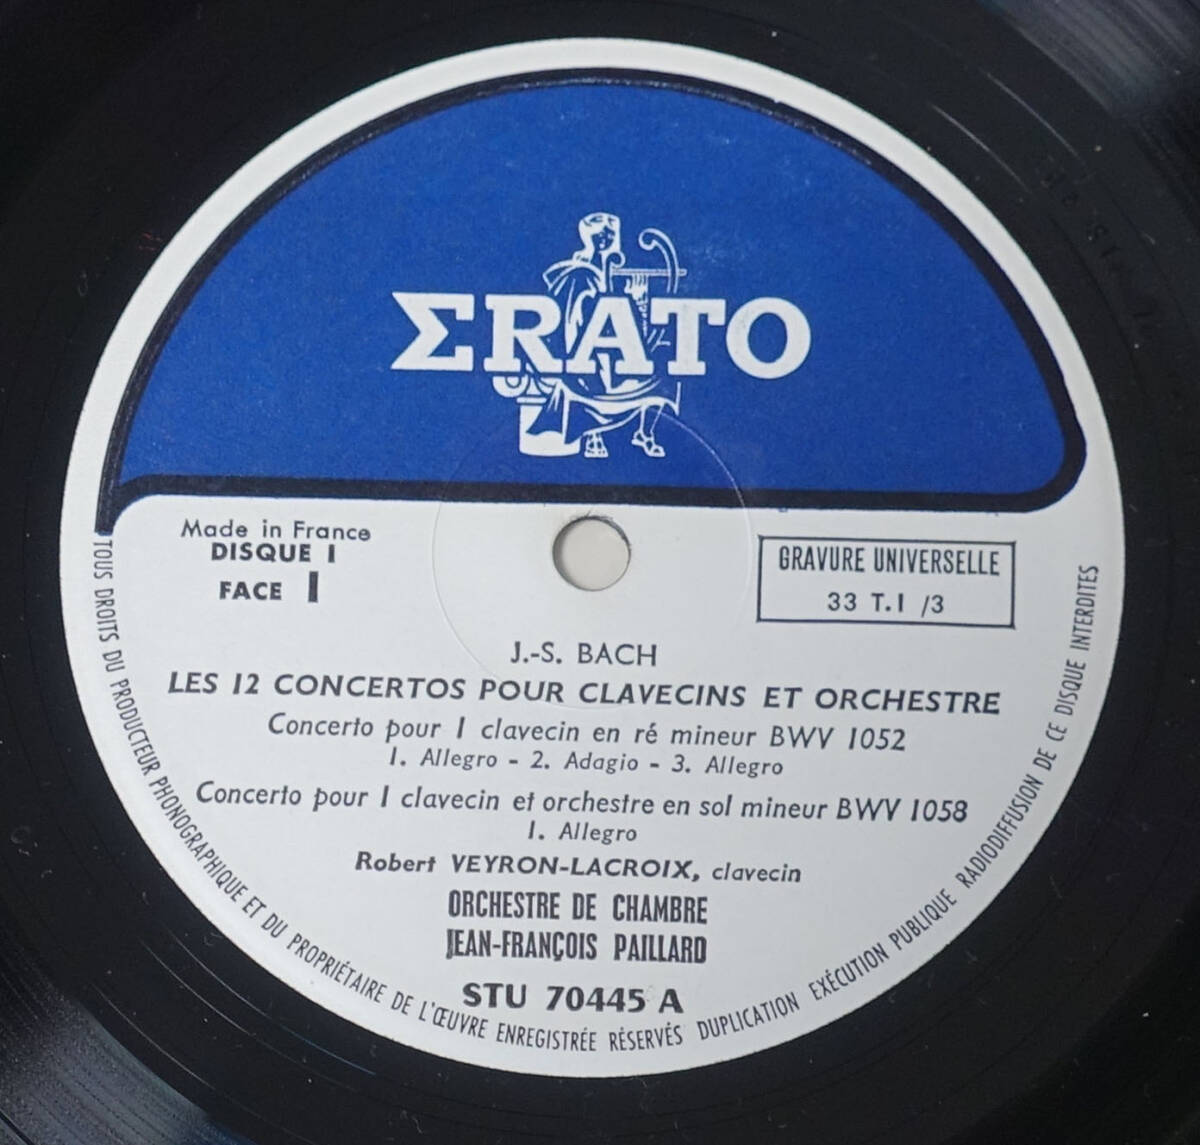 ΣRATO
Made in France
DISQUE I
FACE I
GRAVURE UNIVERSELLE
33 T.I /3
J.-S. BACH
LES 12 CONCERTOS POUR CLAVECINS ET ORCHESTRE
Concerto pour I clavecin en ré mineur BWV 1052
1. Allegro - 2. Adagio - 3. Allegro
Concerto pour I clavecin et orchestre en sol mineur BWV 1058
1. Allegro
Robert VEYRON-LACROIX, clavecin
ORCHESTRE DE CHAMBRE
JEAN-FRANÇOIS PAILLARD
STU 70445 A
TOUS DROITS DU PRODUCTEUR PHONOGRAPHIQUE ET DU PROPRIÉTAIRE DE L'ŒUVRE ENREGISTRÉE RÉSERVÉS DUPLICATION EXÉCUTION PUBLIQUE RADIODIFFUSION DE CE DISQUE INTERDITES